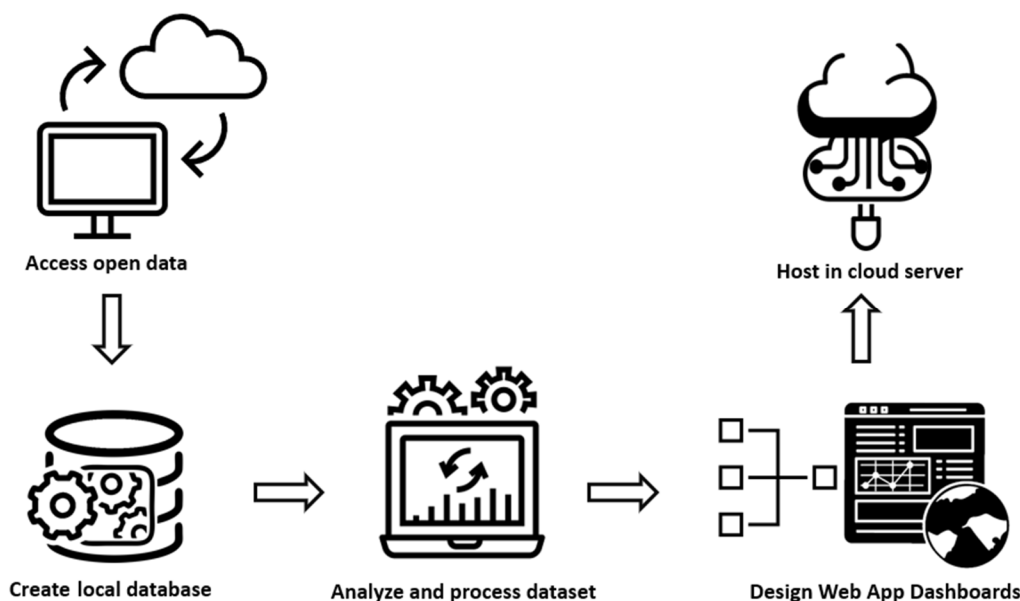 Access open data
Host in cloud server
Create local database
Analyze and process dataset
Design Web App Dashboards